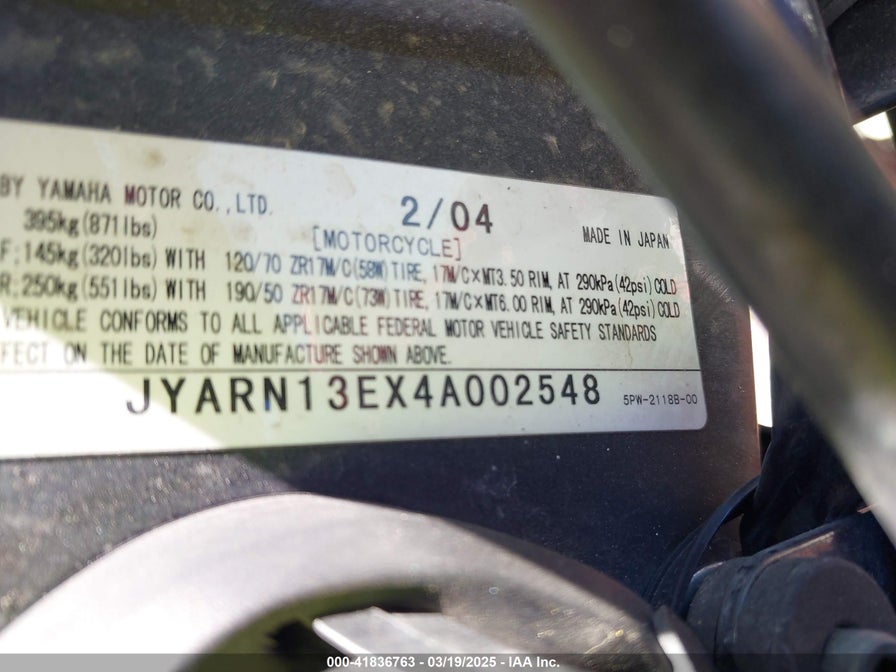 BY YAMAHA MOTOR CO.,LTD. 2/04
395kg(871lbs) [MOTORCYCLE] MADE IN JAPAN
F:145kg(320lbs) WITH 120/70 ZR17M/C(58W)TIRE, 17M/C×MT3.50 RIM, AT 290kPa(42psi)COLD
R:250kg(551lbs) WITH 190/50 ZR17M/C(73W)TIRE, 17M/C×MT6.00 RIM, AT 290kPa(42psi)COLD
VEHICLE CONFORMS TO ALL APPLICABLE FEDERAL MOTOR VEHICLE SAFETY STANDARDS
FFECT ON THE DATE OF MANUFACTURE SHOWN ABOVE.
JYARN13EX4A002548 5PW-2118B-00
000-41836763 - 03/19/2025 - IAA Inc.